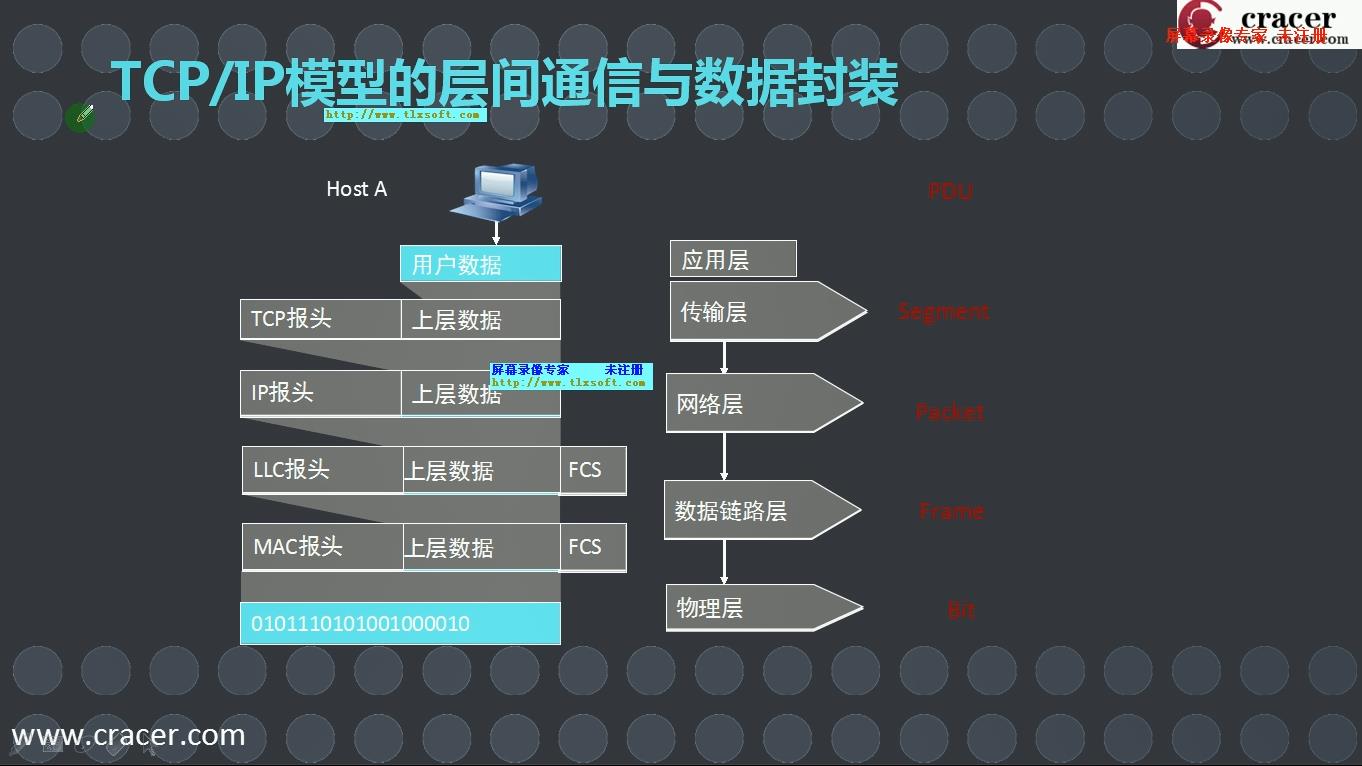 cracer
www.cracer.com
屏幕录像专家 未注册
TCP/IP模型的层间通信与数据封装
http://www.tlxsoft.com
Host A
PDU
用户数据
应用层
TCP报头 上层数据
传输层
Segment
屏幕录像专家 未注册
http://www.tlxsoft.com
IP报头 上层数据
网络层
Packet
LLC报头 上层数据 FCS
数据链路层
Frame
MAC报头 上层数据 FCS
物理层
Bit
0101110101001000010
www.cracer.com